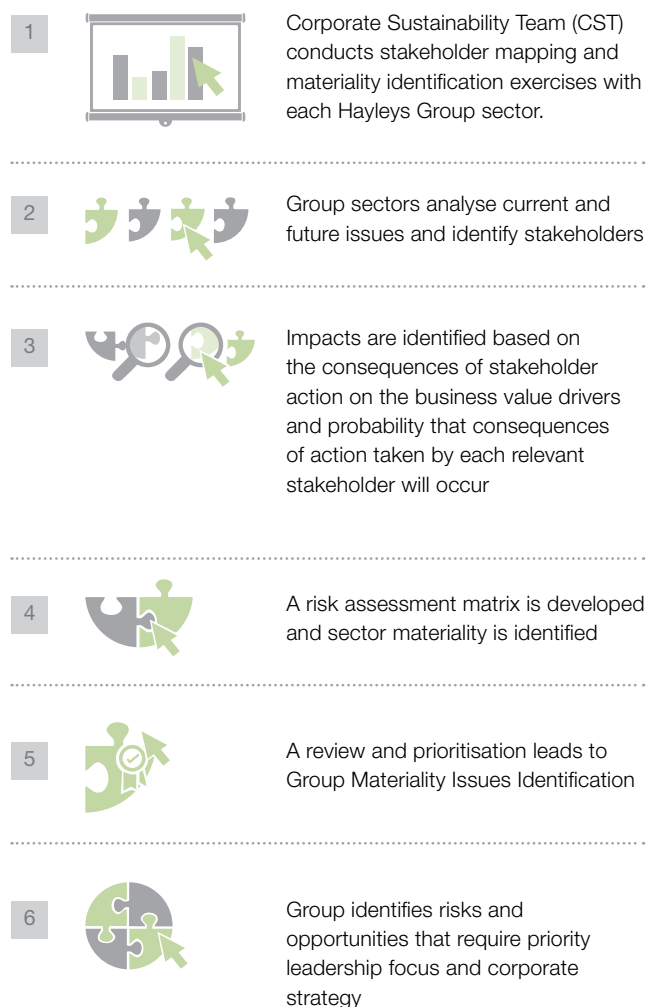 1
Corporate Sustainability Team (CST)
conducts stakeholder mapping and
materiality identification exercises with
each Hayleys Group sector.
2
Group sectors analyse current and
future issues and identify stakeholders
3
Impacts are identified based on
the consequences of stakeholder
action on the business value drivers
and probability that consequences
of action taken by each relevant
stakeholder will occur
4
A risk assessment matrix is developed
and sector materiality is identified
5
A review and prioritisation leads to
Group Materiality Issues Identification
6
Group identifies risks and
opportunities that require priority
leadership focus and corporate
strategy